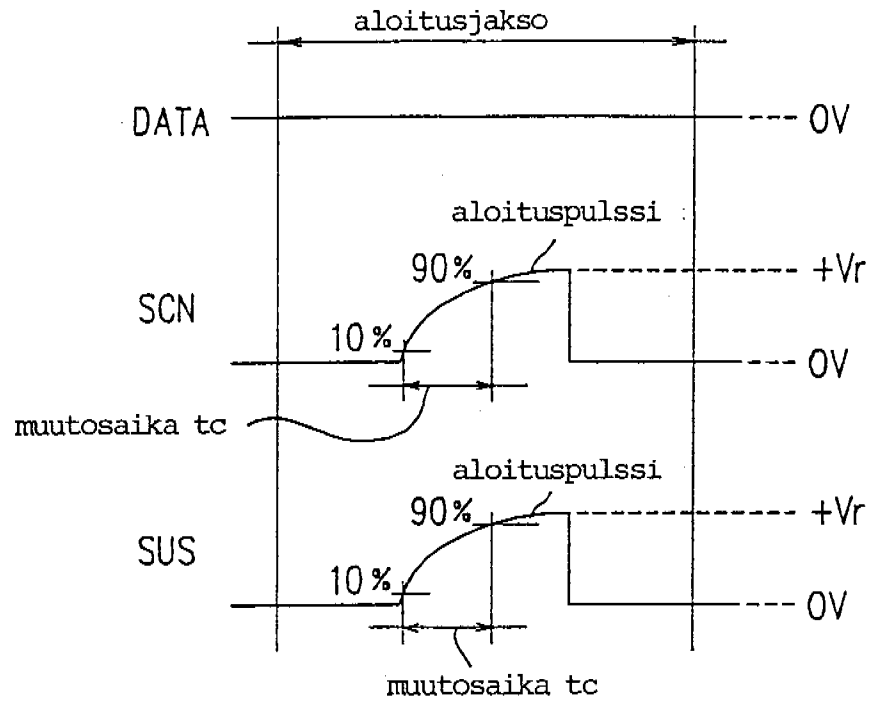 aloitusjakso
DATA
0V
aloituspulssi
90%
+Vr
SCN
10%
0V
muutosaika tc
aloituspulssi
90%
+Vr
SUS
10%
0V
muutosaika tc